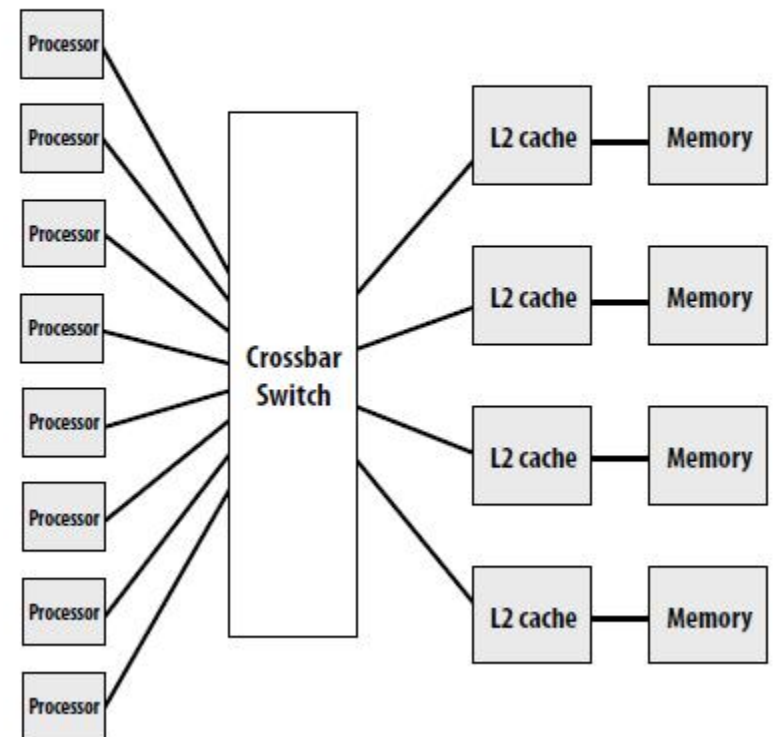 Processor
Processor
Processor
Processor
Processor
Processor
Processor
Processor
Crossbar
Switch
L2 cache
Memory
L2 cache
Memory
L2 cache
Memory
L2 cache
Memory